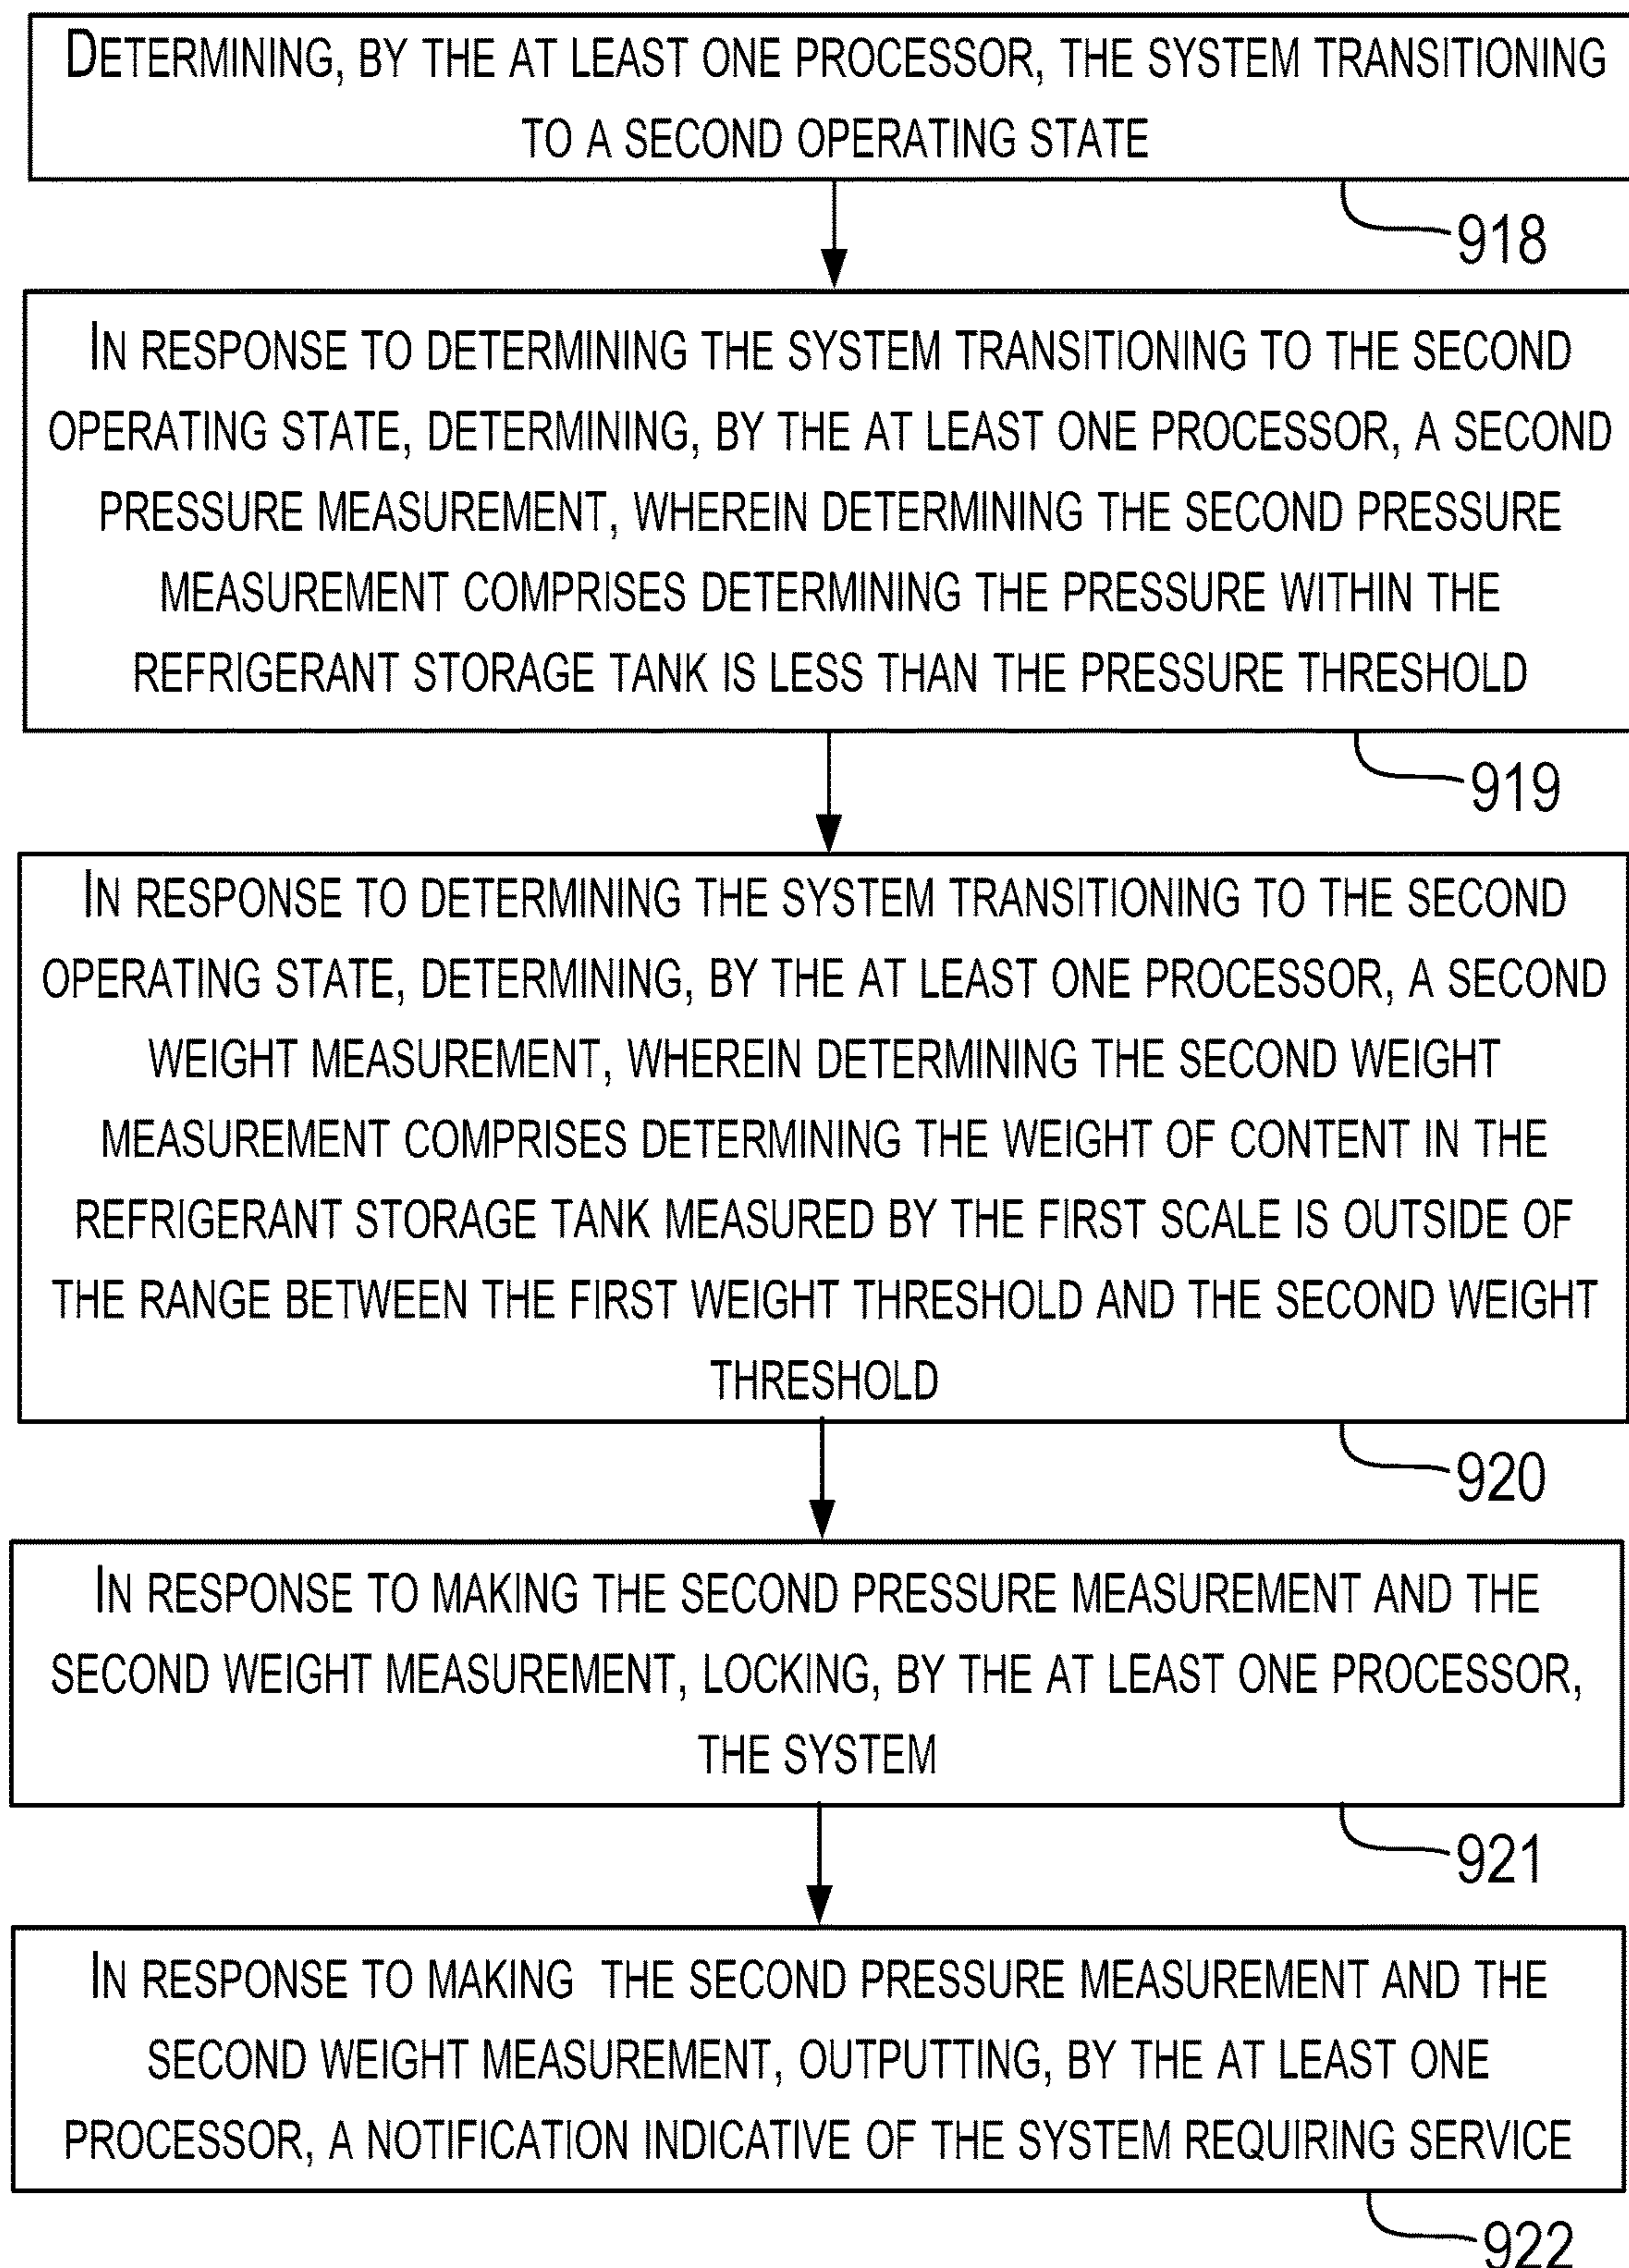 DETERMINING, BY THE AT LEAST ONE PROCESSOR, THE SYSTEM TRANSITIONING
TO A SECOND OPERATING STATE
918
IN RESPONSE TO DETERMINING THE SYSTEM TRANSITIONING TO THE SECOND
OPERATING STATE, DETERMINING, BY THE AT LEAST ONE PROCESSOR, A SECOND
PRESSURE MEASUREMENT, WHEREIN DETERMINING THE SECOND PRESSURE
MEASUREMENT COMPRISES DETERMINING THE PRESSURE WITHIN THE
REFRIGERANT STORAGE TANK IS LESS THAN THE PRESSURE THRESHOLD
919
IN RESPONSE TO DETERMINING THE SYSTEM TRANSITIONING TO THE SECOND
OPERATING STATE, DETERMINING, BY THE AT LEAST ONE PROCESSOR, A SECOND
WEIGHT MEASUREMENT, WHEREIN DETERMINING THE SECOND WEIGHT
MEASUREMENT COMPRISES DETERMINING THE WEIGHT OF CONTENT IN THE
REFRIGERANT STORAGE TANK MEASURED BY THE FIRST SCALE IS OUTSIDE OF
THE RANGE BETWEEN THE FIRST WEIGHT THRESHOLD AND THE SECOND WEIGHT
THRESHOLD
920
IN RESPONSE TO MAKING THE SECOND PRESSURE MEASUREMENT AND THE
SECOND WEIGHT MEASUREMENT, LOCKING, BY THE AT LEAST ONE PROCESSOR,
THE SYSTEM
921
IN RESPONSE TO MAKING THE SECOND PRESSURE MEASUREMENT AND THE
SECOND WEIGHT MEASUREMENT, OUTPUTTING, BY THE AT LEAST ONE
PROCESSOR, A NOTIFICATION INDICATIVE OF THE SYSTEM REQUIRING SERVICE
922